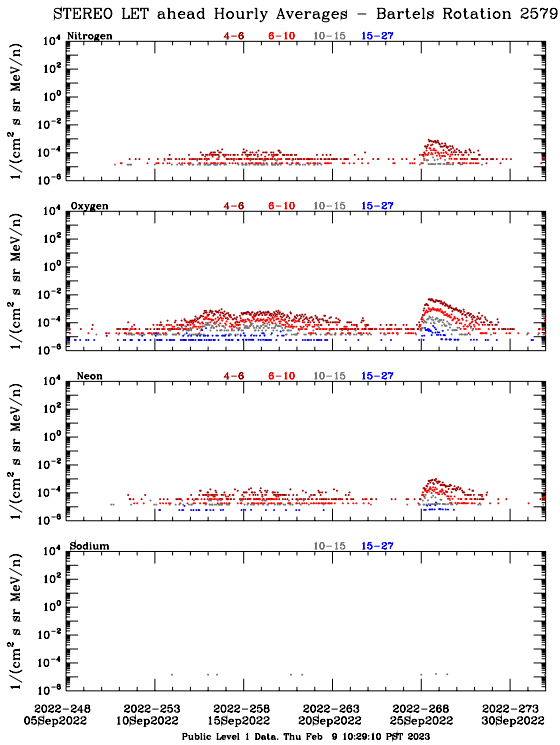 STEREO LET ahead Hourly Averages - Bartels Rotation 2579
Nitrogen 4-6 6-10 10-15 15-27
10^4
10^2
10^0
10^-2
10^-4
10^-6
1/(cm^2 s sr MeV/n)
Oxygen 4-6 6-10 10-15 15-27
10^4
10^2
10^0
10^-2
10^-4
10^-6
1/(cm^2 s sr MeV/n)
Neon 4-6 6-10 10-15 15-27
10^4
10^2
10^0
10^-2
10^-4
10^-6
1/(cm^2 s sr MeV/n)
Sodium 10-15 15-27
10^4
10^2
10^0
10^-2
10^-4
10^-6
1/(cm^2 s sr MeV/n)
2022-248 2022-253 2022-258 2022-263 2022-268 2022-273
05Sep2022 10Sep2022 15Sep2022 20Sep2022 25Sep2022 30Sep2022
Public Level 1 Data. Thu Feb 9 10:29:10 PST 2023